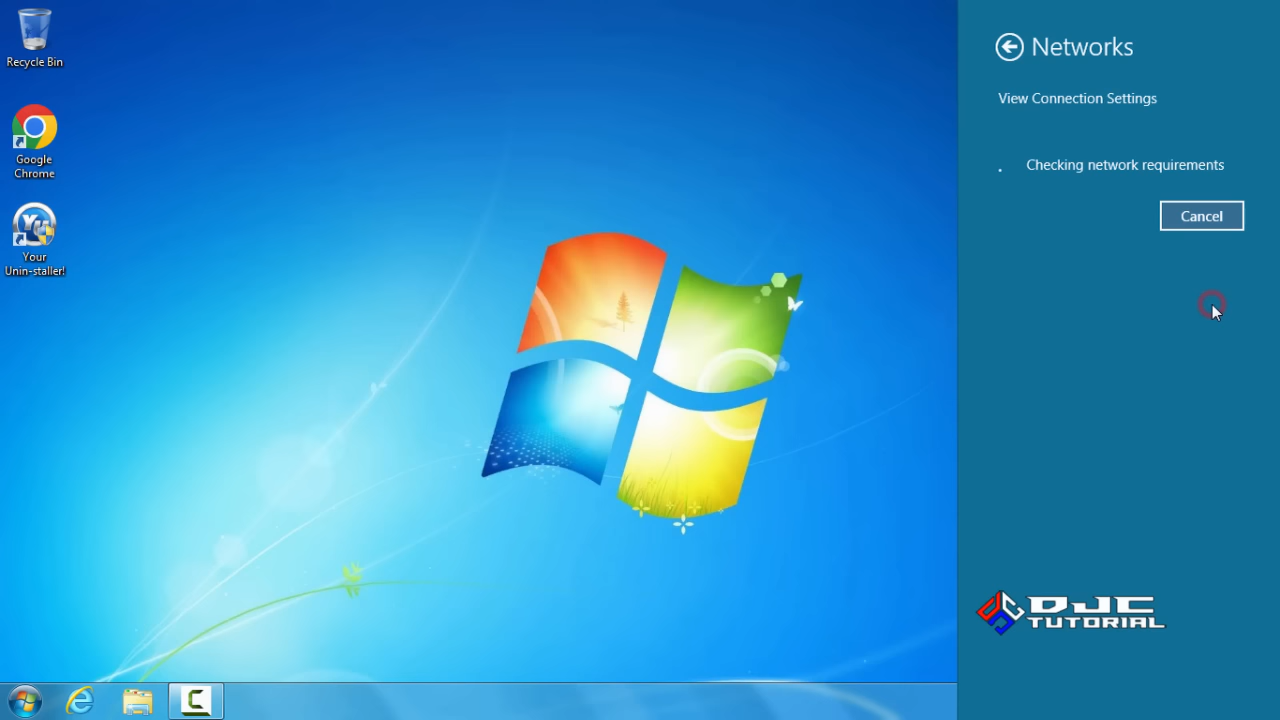 Recycle Bin
Google
Chrome
Your
Unin-staller!
Networks
View Connection Settings
Checking network requirements
Cancel
DJC
TUTORIAL